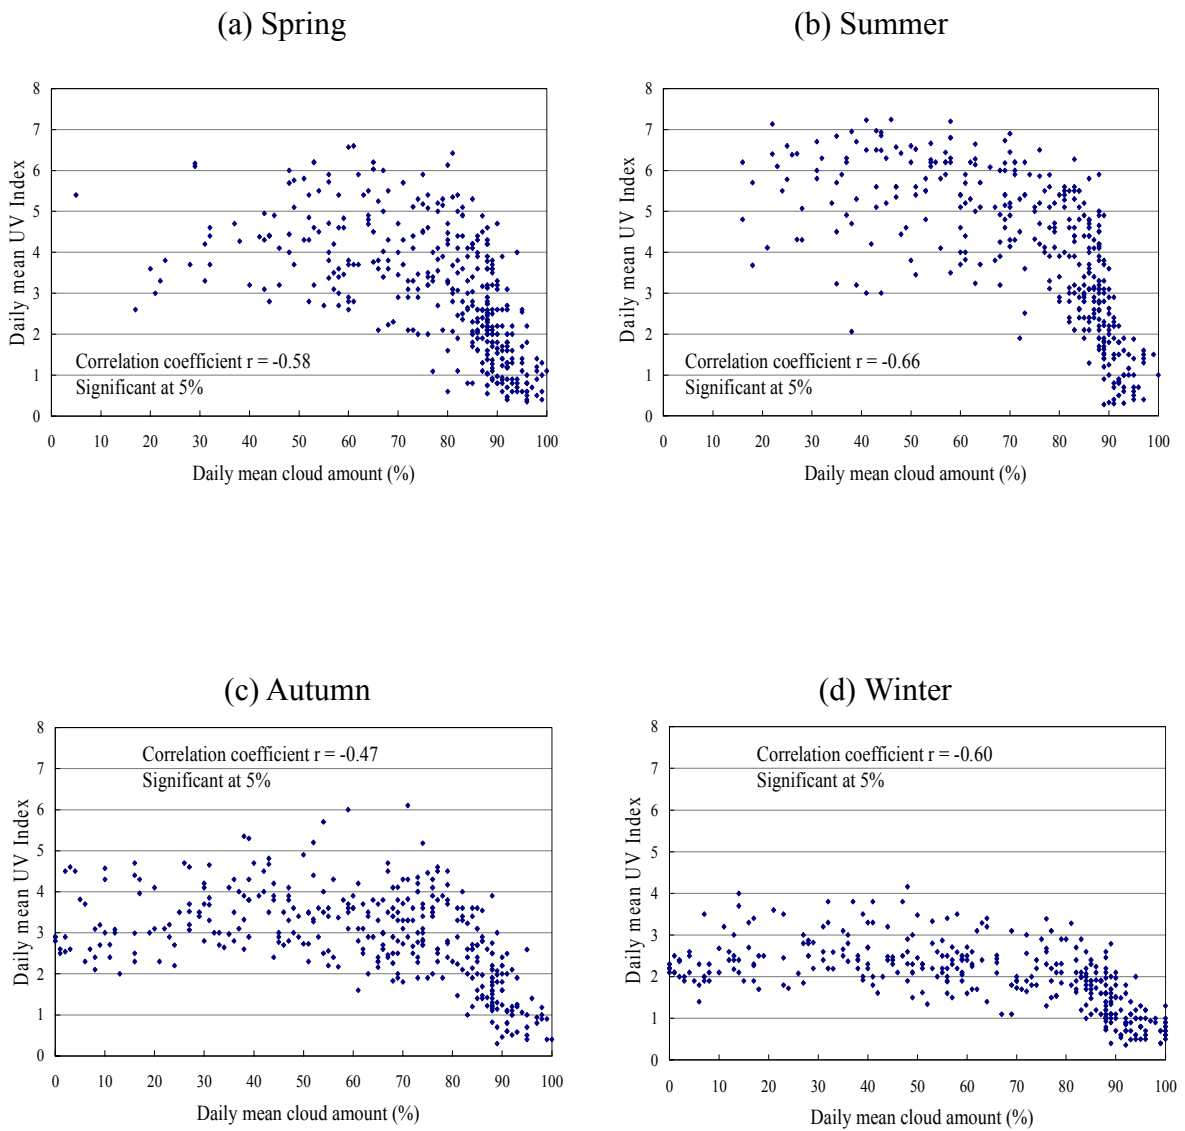 (a) Spring
(b) Summer
8
7
6
5
4
3
2
1
0
Daily mean UV Index
Correlation coefficient r = -0.58
Significant at 5%
0 10 20 30 40 50 60 70 80 90 100
Daily mean cloud amount (%)
8
7
6
5
4
3
2
1
0
Daily mean UV Index
Correlation coefficient r = -0.66
Significant at 5%
0 10 20 30 40 50 60 70 80 90 100
Daily mean cloud amount (%)
(c) Autumn
(d) Winter
8
7
6
5
4
3
2
1
0
Daily mean UV Index
Correlation coefficient r = -0.47
Significant at 5%
0 10 20 30 40 50 60 70 80 90 100
Daily mean cloud amount (%)
8
7
6
5
4
3
2
1
0
Daily mean UV Index
Correlation coefficient r = -0.60
Significant at 5%
0 10 20 30 40 50 60 70 80 90 100
Daily mean cloud amount (%)